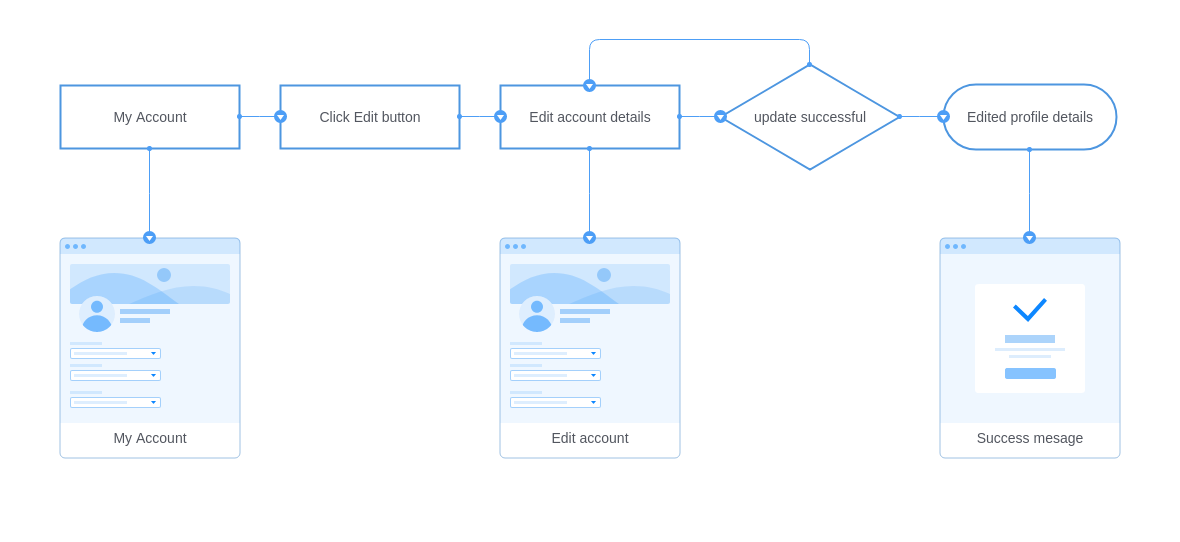 My Account
Click Edit button
Edit account details
update successful
Edited profile details
My Account
Edit account
Success mesage